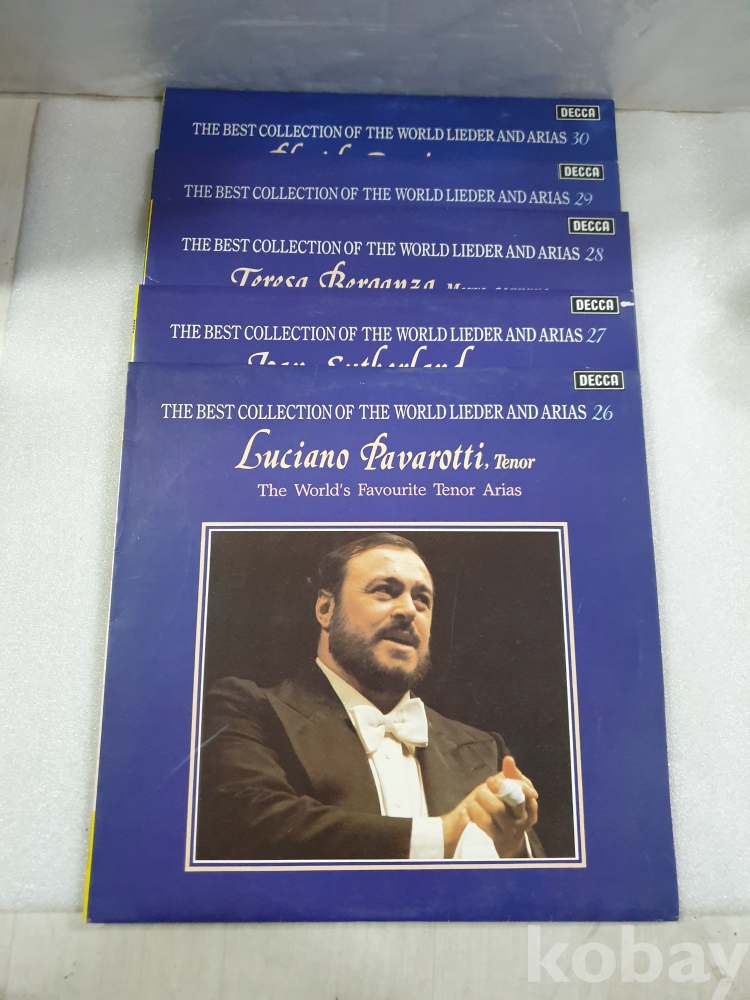 DECCA
THE BEST COLLECTION OF THE WORLD LIEDER AND ARIAS 30
DECCA
THE BEST COLLECTION OF THE WORLD LIEDER AND ARIAS 29
DECCA
THE BEST COLLECTION OF THE WORLD LIEDER AND ARIAS 28
Teresa Berganza
DECCA
THE BEST COLLECTION OF THE WORLD LIEDER AND ARIAS 27
Joan Sutherland
DECCA
THE BEST COLLECTION OF THE WORLD LIEDER AND ARIAS 26
Luciano Pavarotti, Tenor
The World's Favourite Tenor Arias
kobay